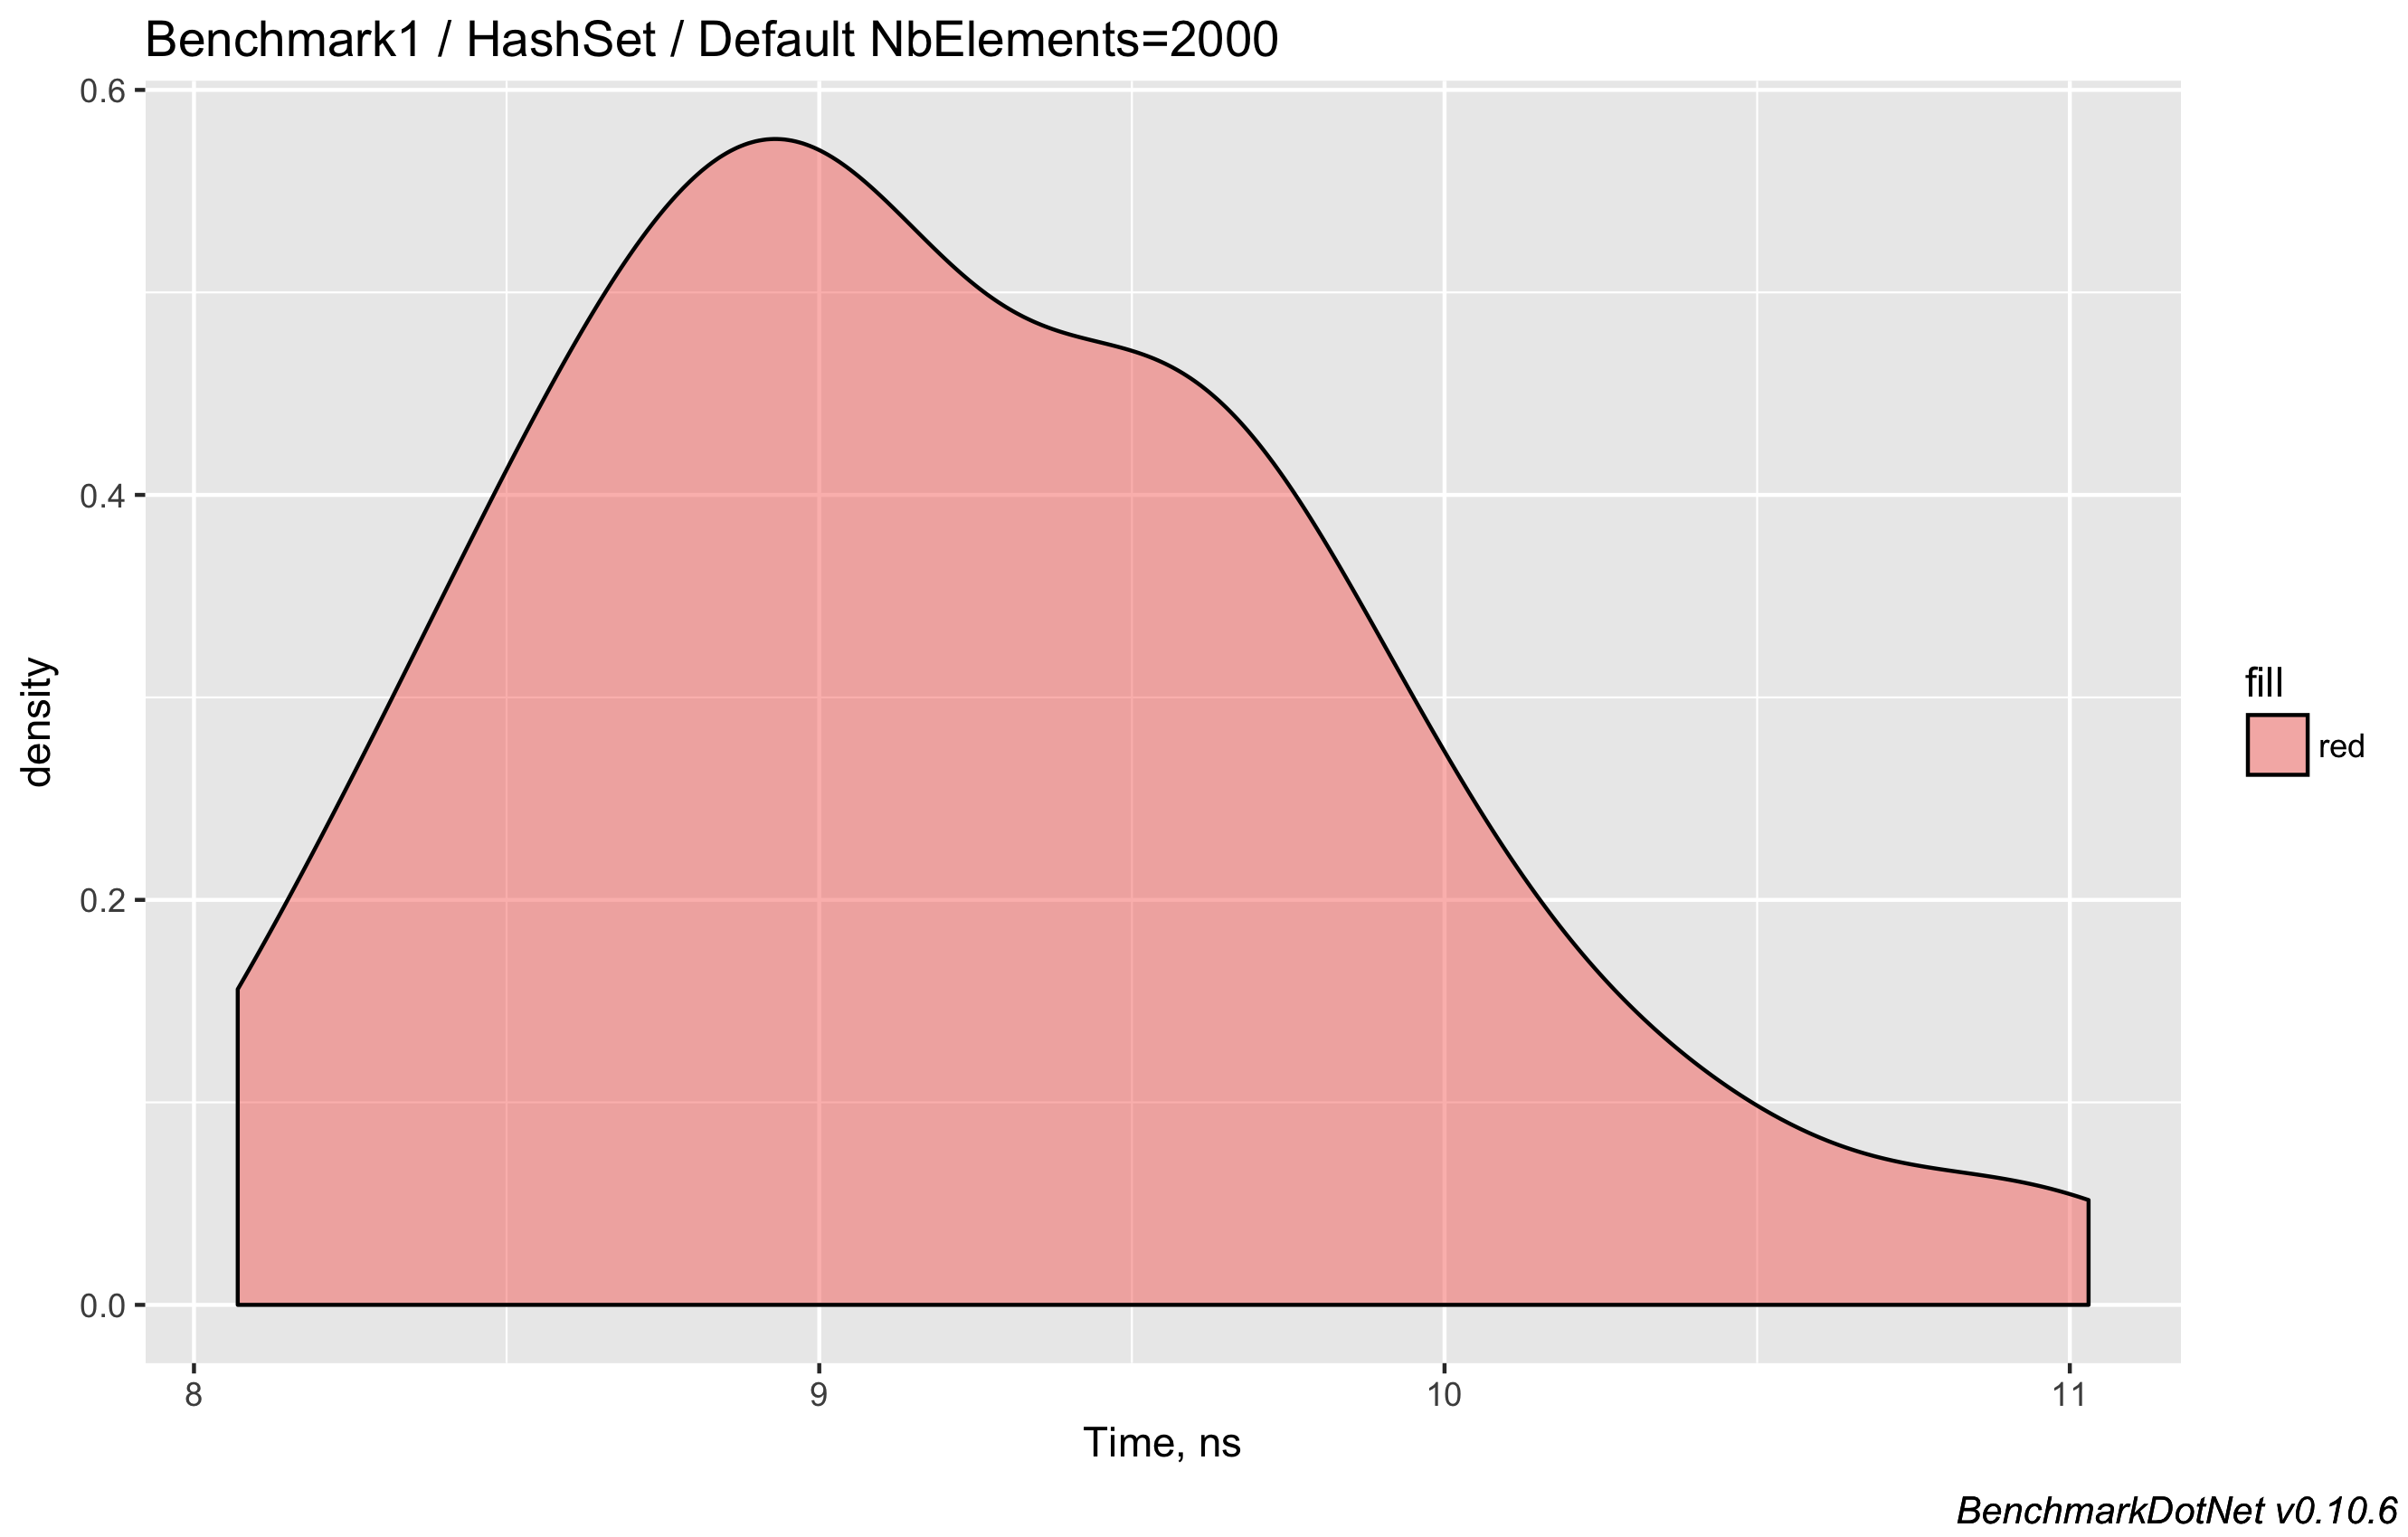 Benchmark1 / HashSet / Default NbElements=2000
0.6
0.4
0.2
0.0
density
8
9
10
11
Time, ns
fill
red
BenchmarkDotNet v0.10.6